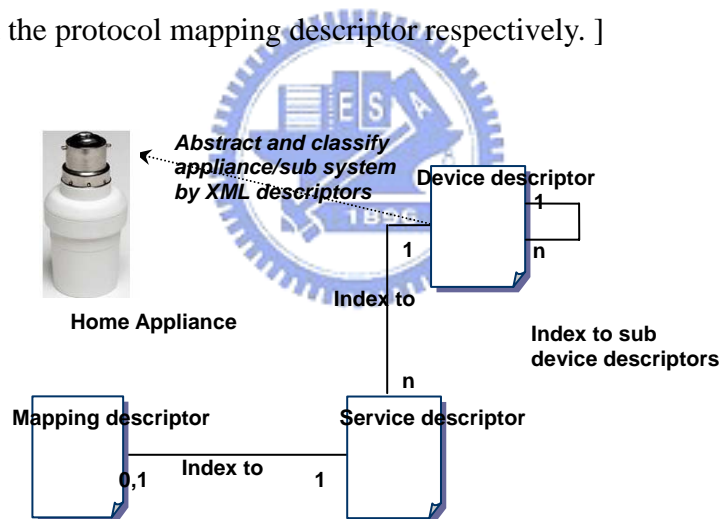 the protocol mapping descriptor respectively. ]
E S
Abstract and classify
appliance/sub system
by XML descriptors
Device descriptor
1
1896
1
n
Index to
Home Appliance
Index to sub
device descriptors
n
Mapping descriptor
Service descriptor
Index to
0,1
1